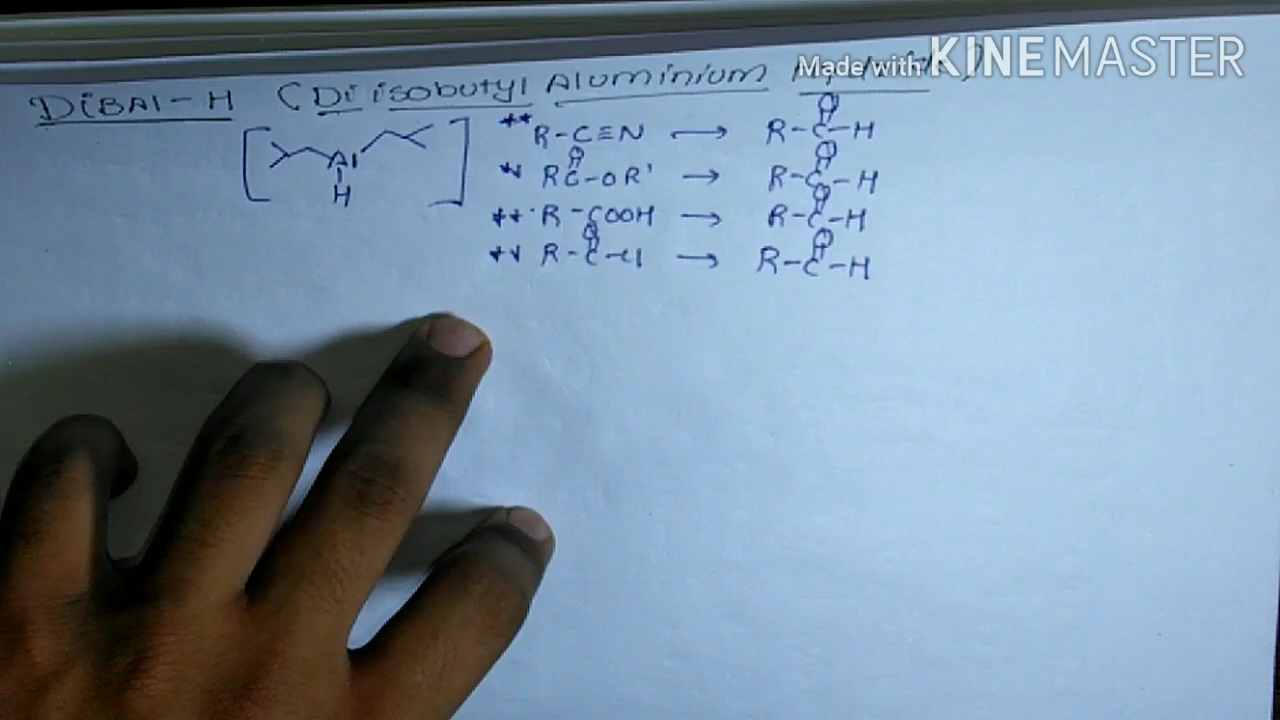 DiBAl-H (Di isobutyl Aluminium
Made with KINEMASTER
** R-C≡N → R-C-H
O
Al
H
* RC-OR' → R-C-H
O O
** R-COOH → R-C-H
O
** R-C-Cl → R-C-H
O O